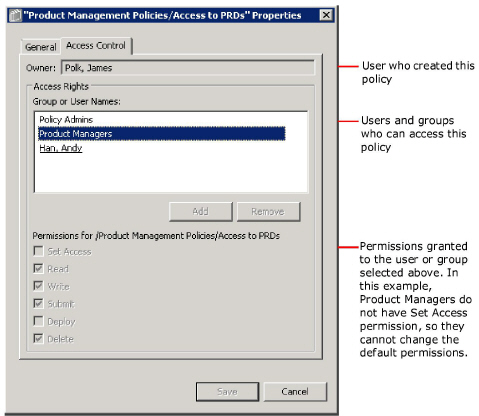 "Product Management Policies/Access to PRDs" Properties
General
Access Control
Owner:
Polk, James
Access Rights
Group or User Names:
Policy Admins
Product Managers
Han, Andy
Add
Remove
Permissions for /Product Management Policies/Access to PRDs
Set Access
Read
Write
Submit
Deploy
Delete
Save
Cancel
User who created this
policy
Users and groups
who can access this
policy
Permissions granted
to the user or group
selected above. In
this example,
Product Managers do
not have Set Access
permission, so they
cannot change the
default permissions.